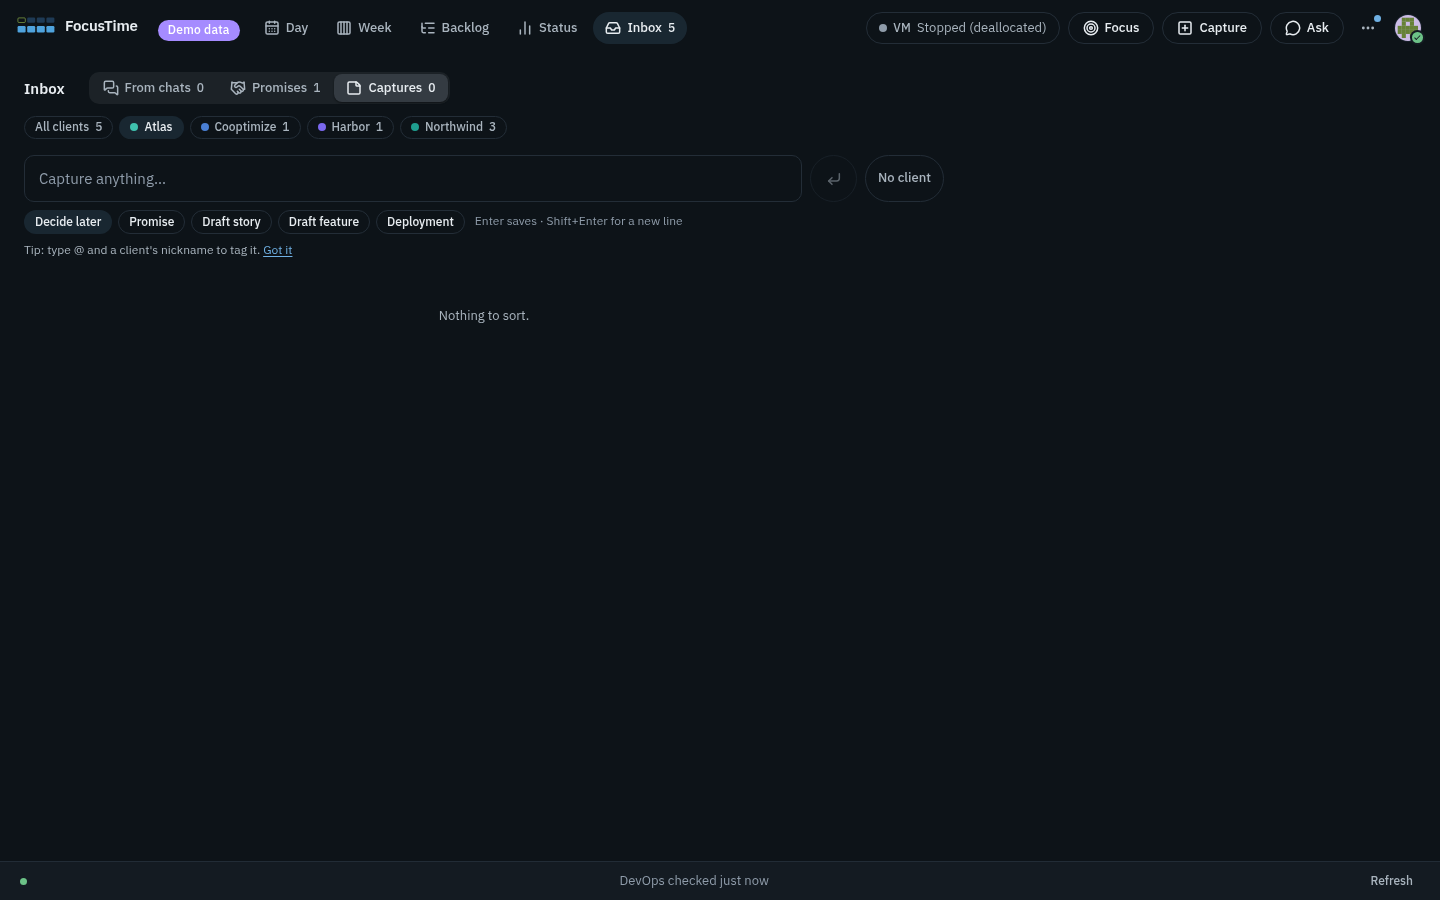 FocusTime Demo data Day Week Backlog Status Inbox 5 VM Stopped (deallocated) Focus Capture Ask
Inbox From chats 0 Promises 1 Captures 0
All clients 5 Atlas Cooptimize 1 Harbor 1 Northwind 3
Capture anything... No client
Decide later Promise Draft story Draft feature Deployment Enter saves · Shift+Enter for a new line
Tip: type @ and a client's nickname to tag it. Got it
Nothing to sort.
DevOps checked just now Refresh